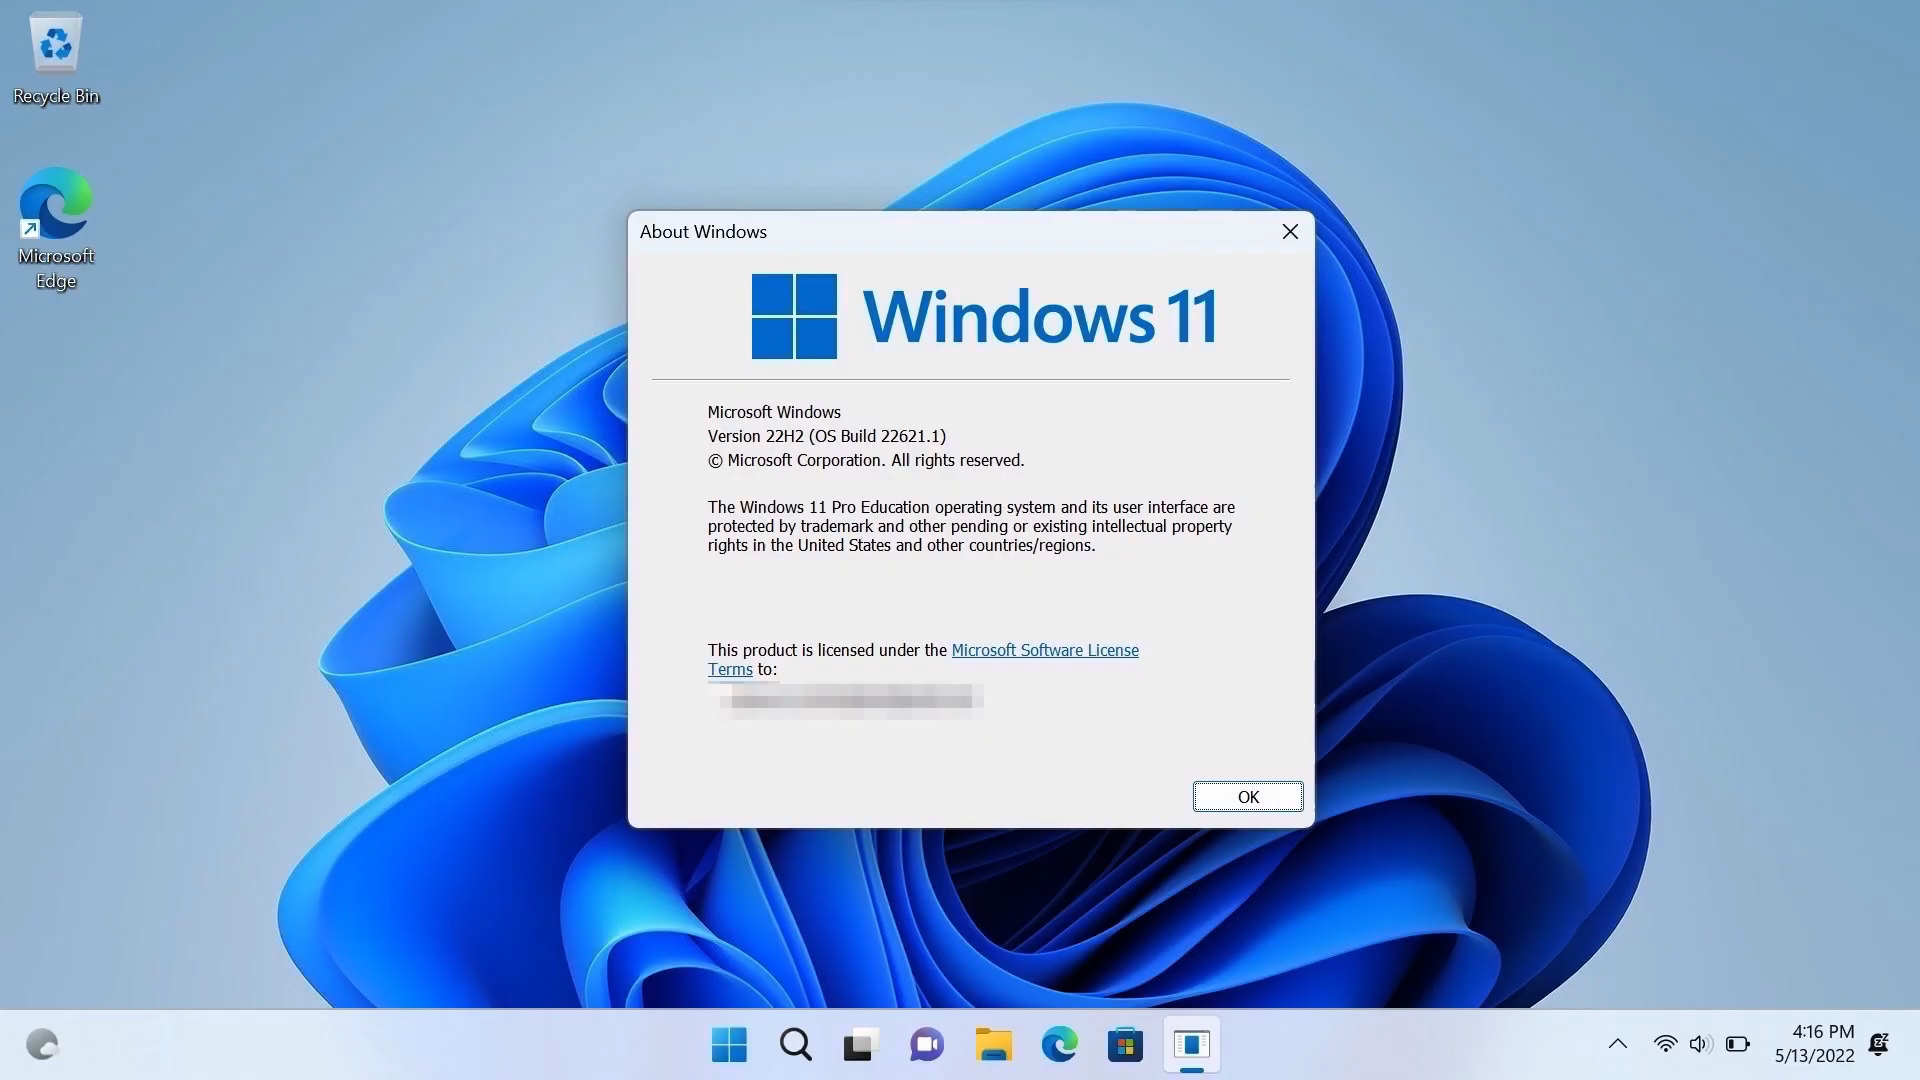 Recycle Bin
Microsoft
Edge
About Windows
Windows 11
Microsoft Windows
Version 22H2 (OS Build 22621.1)
© Microsoft Corporation. All rights reserved.
The Windows 11 Pro Education operating system and its user interface are
protected by trademark and other pending or existing intellectual property
rights in the United States and other countries/regions.
This product is licensed under the Microsoft Software License
Terms to:
OK
4:16 PM
5/13/2022